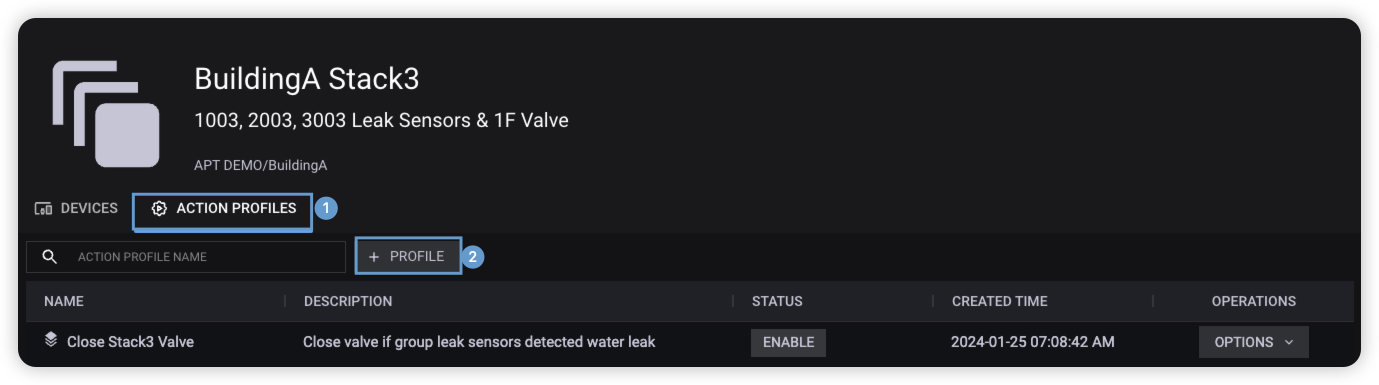 BuildingA Stack3
1003, 2003, 3003 Leak Sensors & 1F Valve
APT DEMO/BuildingA
DEVICES ACTION PROFILES 1
ACTION PROFILE NAME + PROFILE 2
NAME DESCRIPTION STATUS CREATED TIME OPERATIONS
Close Stack3 Valve Close valve if group leak sensors detected water leak ENABLE 2024-01-25 07:08:42 AM OPTIONS